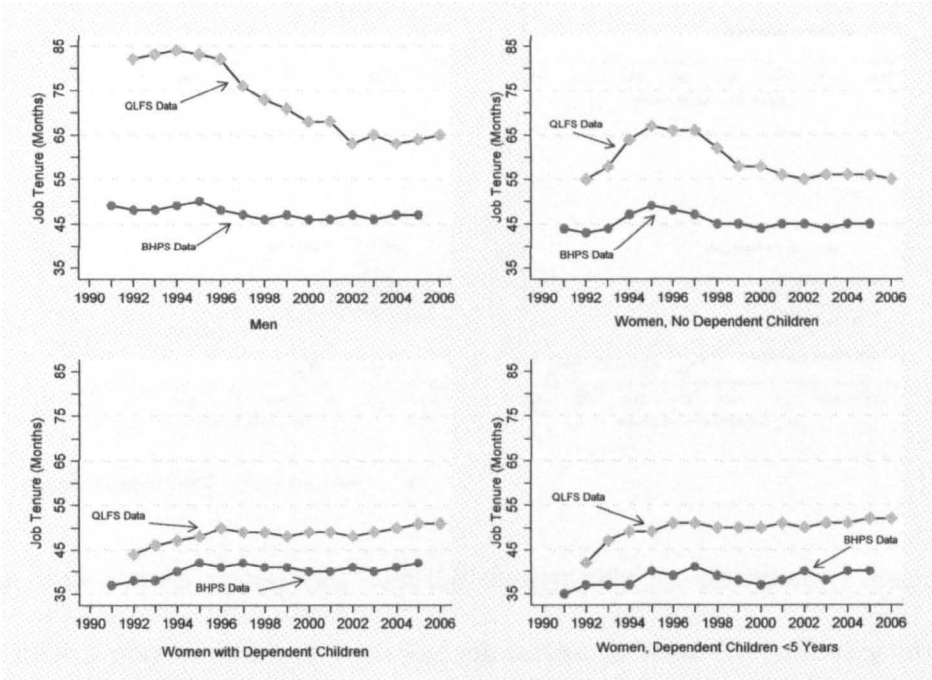 Job Tenure (Months)
85
75
65
55
45
35
QLFS Data
BHPS Data
1990 1992 1994 1996 1998 2000 2002 2004 2006
Men
Job Tenure (Months)
85
75
65
55
45
35
QLFS Data
BHPS Data
1990 1992 1994 1996 1998 2000 2002 2004 2006
Women, No Dependent Children
Job Tenure (Months)
85
75
65
55
45
35
QLFS Data
BHPS Data
1990 1992 1994 1996 1998 2000 2002 2004 2006
Women with Dependent Children
Job Tenure (Months)
85
75
65
55
45
35
QLFS Data
BHPS Data
1990 1992 1994 1996 1998 2000 2002 2004 2006
Women, Dependent Children <5 Years